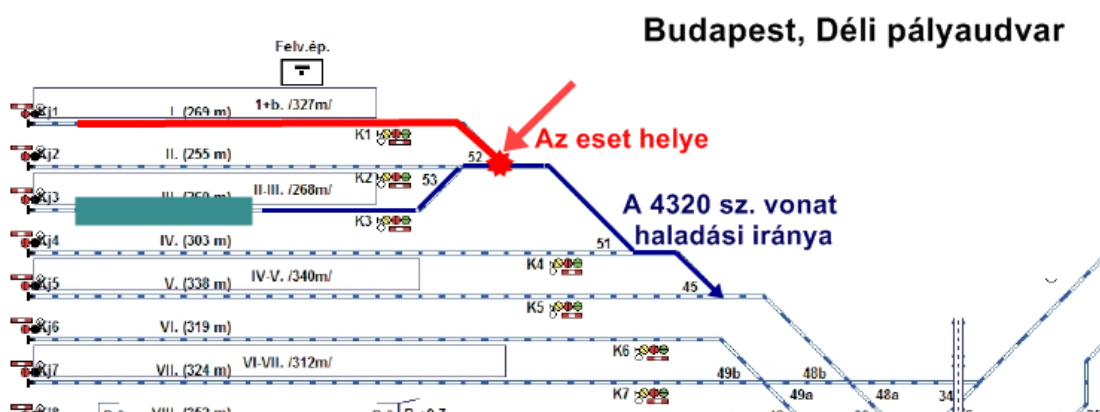 Budapest, Déli pályaudvar
Felv.ép.
Kj1
I. (269 m)
1+b. /327m/
K1
Az eset helye
Kj2
II. (255 m)
52
K2
Kj3
II-III. /268m/
53
K3
A 4320 sz. vonat
haladási iránya
Kj4
IV. (303 m)
51
K4
Kj5
V. (338 m)
IV-V. /340m/
45
K5
Kj6
VI. (319 m)
K6
Kj7
VII. (324 m)
VI-VII. /312m/
49b
48b
K7
49a
48a
34